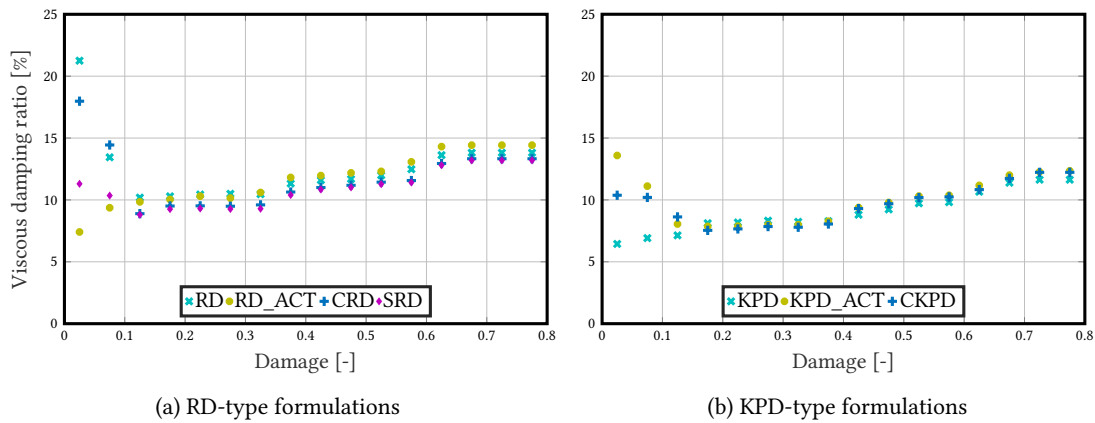 25
20
15
10
5
0
Viscous damping ratio [%]
RD RD_ACT CRD SRD
0 0.1 0.2 0.3 0.4 0.5 0.6 0.7 0.8
Damage [-]
(a) RD-type formulations
25
20
15
10
5
0
KPD KPD_ACT CKPD
0 0.1 0.2 0.3 0.4 0.5 0.6 0.7 0.8
Damage [-]
(b) KPD-type formulations